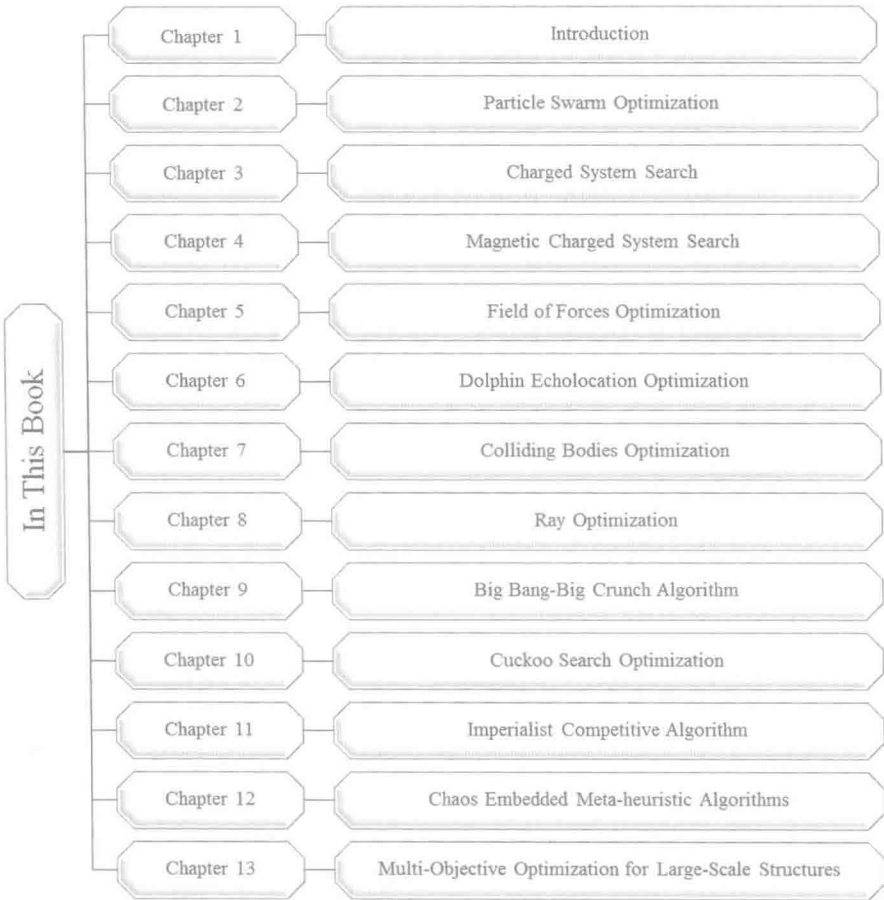 In This Book
Chapter 1 Introduction
Chapter 2 Particle Swarm Optimization
Chapter 3 Charged System Search
Chapter 4 Magnetic Charged System Search
Chapter 5 Field of Forces Optimization
Chapter 6 Dolphin Echolocation Optimization
Chapter 7 Colliding Bodies Optimization
Chapter 8 Ray Optimization
Chapter 9 Big Bang-Big Crunch Algorithm
Chapter 10 Cuckoo Search Optimization
Chapter 11 Imperialist Competitive Algorithm
Chapter 12 Chaos Embedded Meta-heuristic Algorithms
Chapter 13 Multi-Objective Optimization for Large-Scale Structures